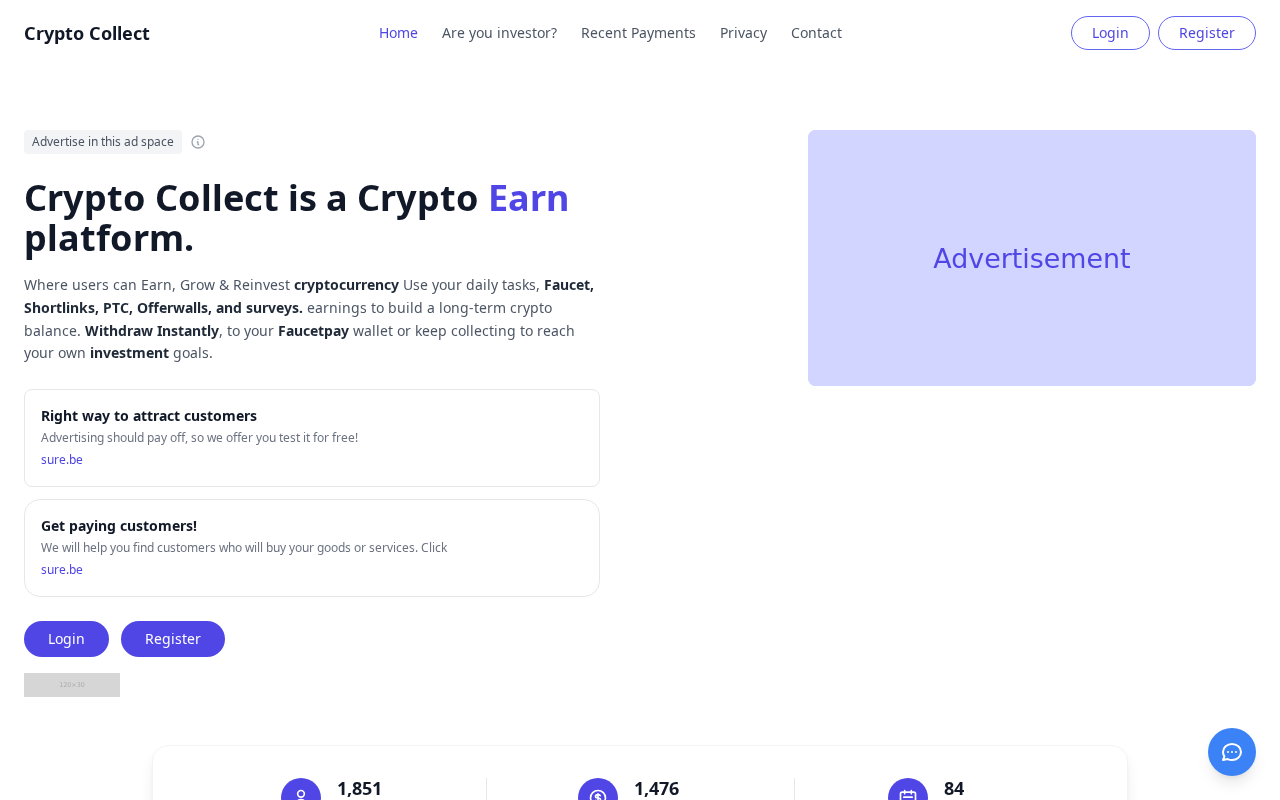 Crypto Collect
Home
Are you investor?
Recent Payments
Privacy
Contact
Login
Register
Advertise in this ad space
Crypto Collect is a Crypto Earn
platform.
Where users can Earn, Grow & Reinvest cryptocurrency Use your daily tasks, Faucet,
Shortlinks, PTC, Offerwalls, and surveys. earnings to build a long-term crypto
balance. Withdraw Instantly, to your Faucetpay wallet or keep collecting to reach
your own investment goals.
Advertisement
Right way to attract customers
Advertising should pay off, so we offer you test it for free!
sure.be
Get paying customers!
We will help you find customers who will buy your goods or services. Click
sure.be
Login
Register
120×30
1,851
1,476
84